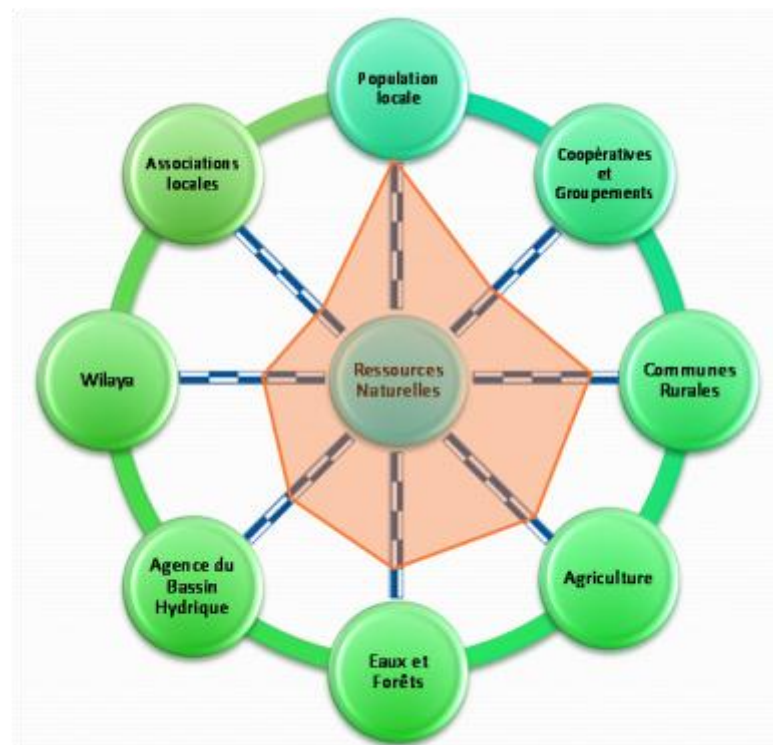 Population
locale
Coopératives
et
Groupements
Communes
Rurales
Agriculture
Eaux et
Forêts
Agence du
Bassin
Hydrique
Wilaya
Associations
locales
Ressources
Naturelles